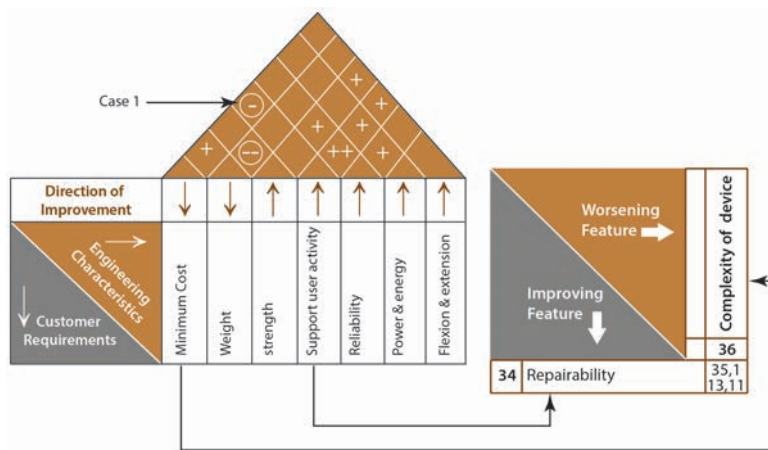 +
Case 1
- +
+ +
+ -- ++ +
Direction of
Improvement
Engineering
Characteristics
Customer
Requirements
Minimum Cost
Weight
strength
Support user activity
Reliability
Power & energy
Flexion & extension
Worsening
Feature
Improving
Feature
Complexity of device
36
34 Repairability
35,1
13,11